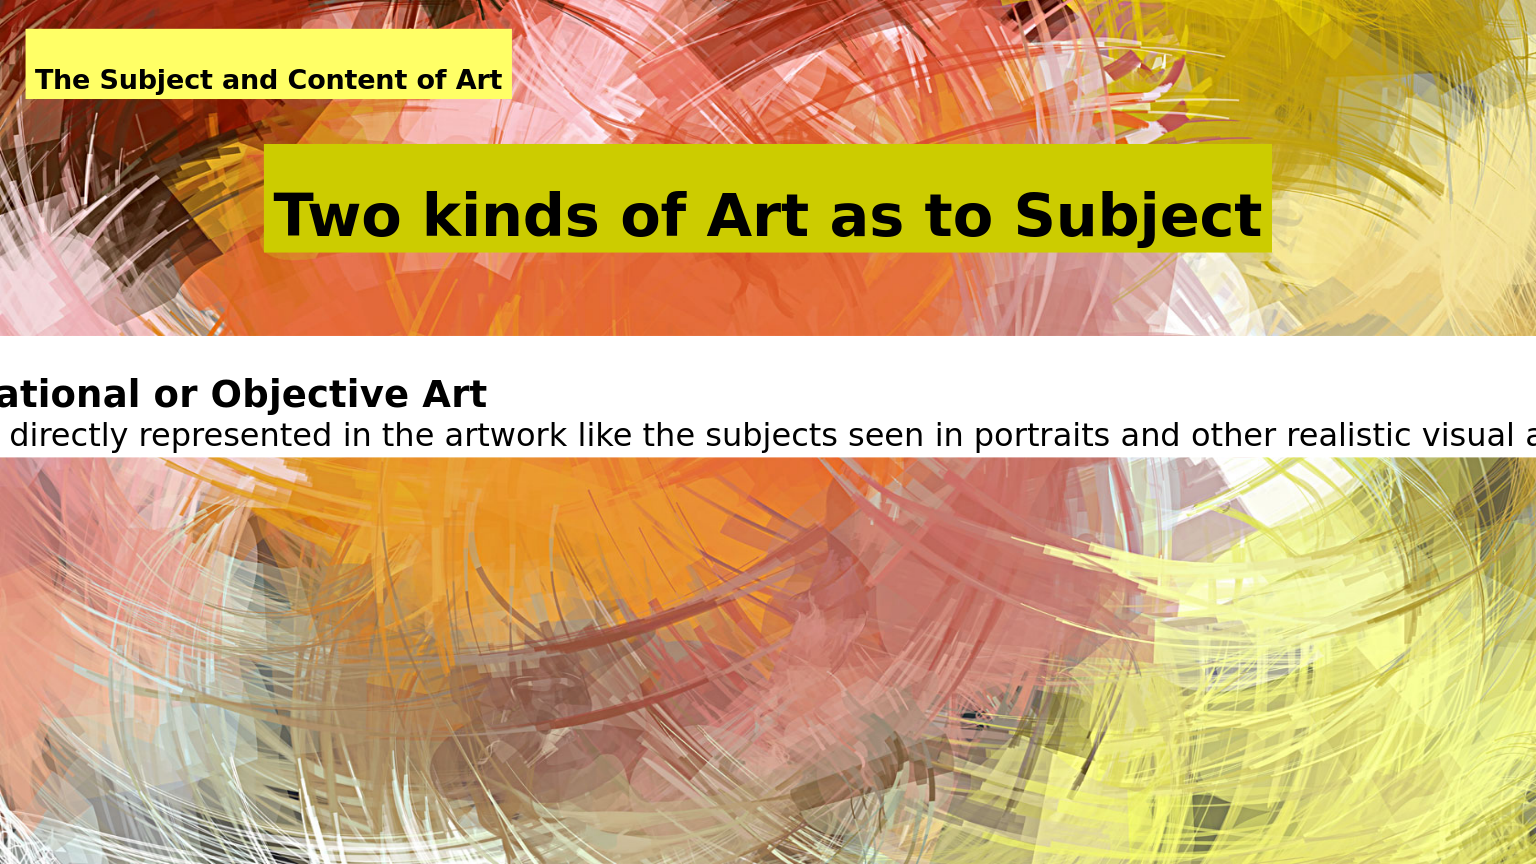 The Subject and Content of Art
Two kinds of Art as to Subject
ational or Objective Art
directly represented in the artwork like the subjects seen in portraits and other realistic visual a